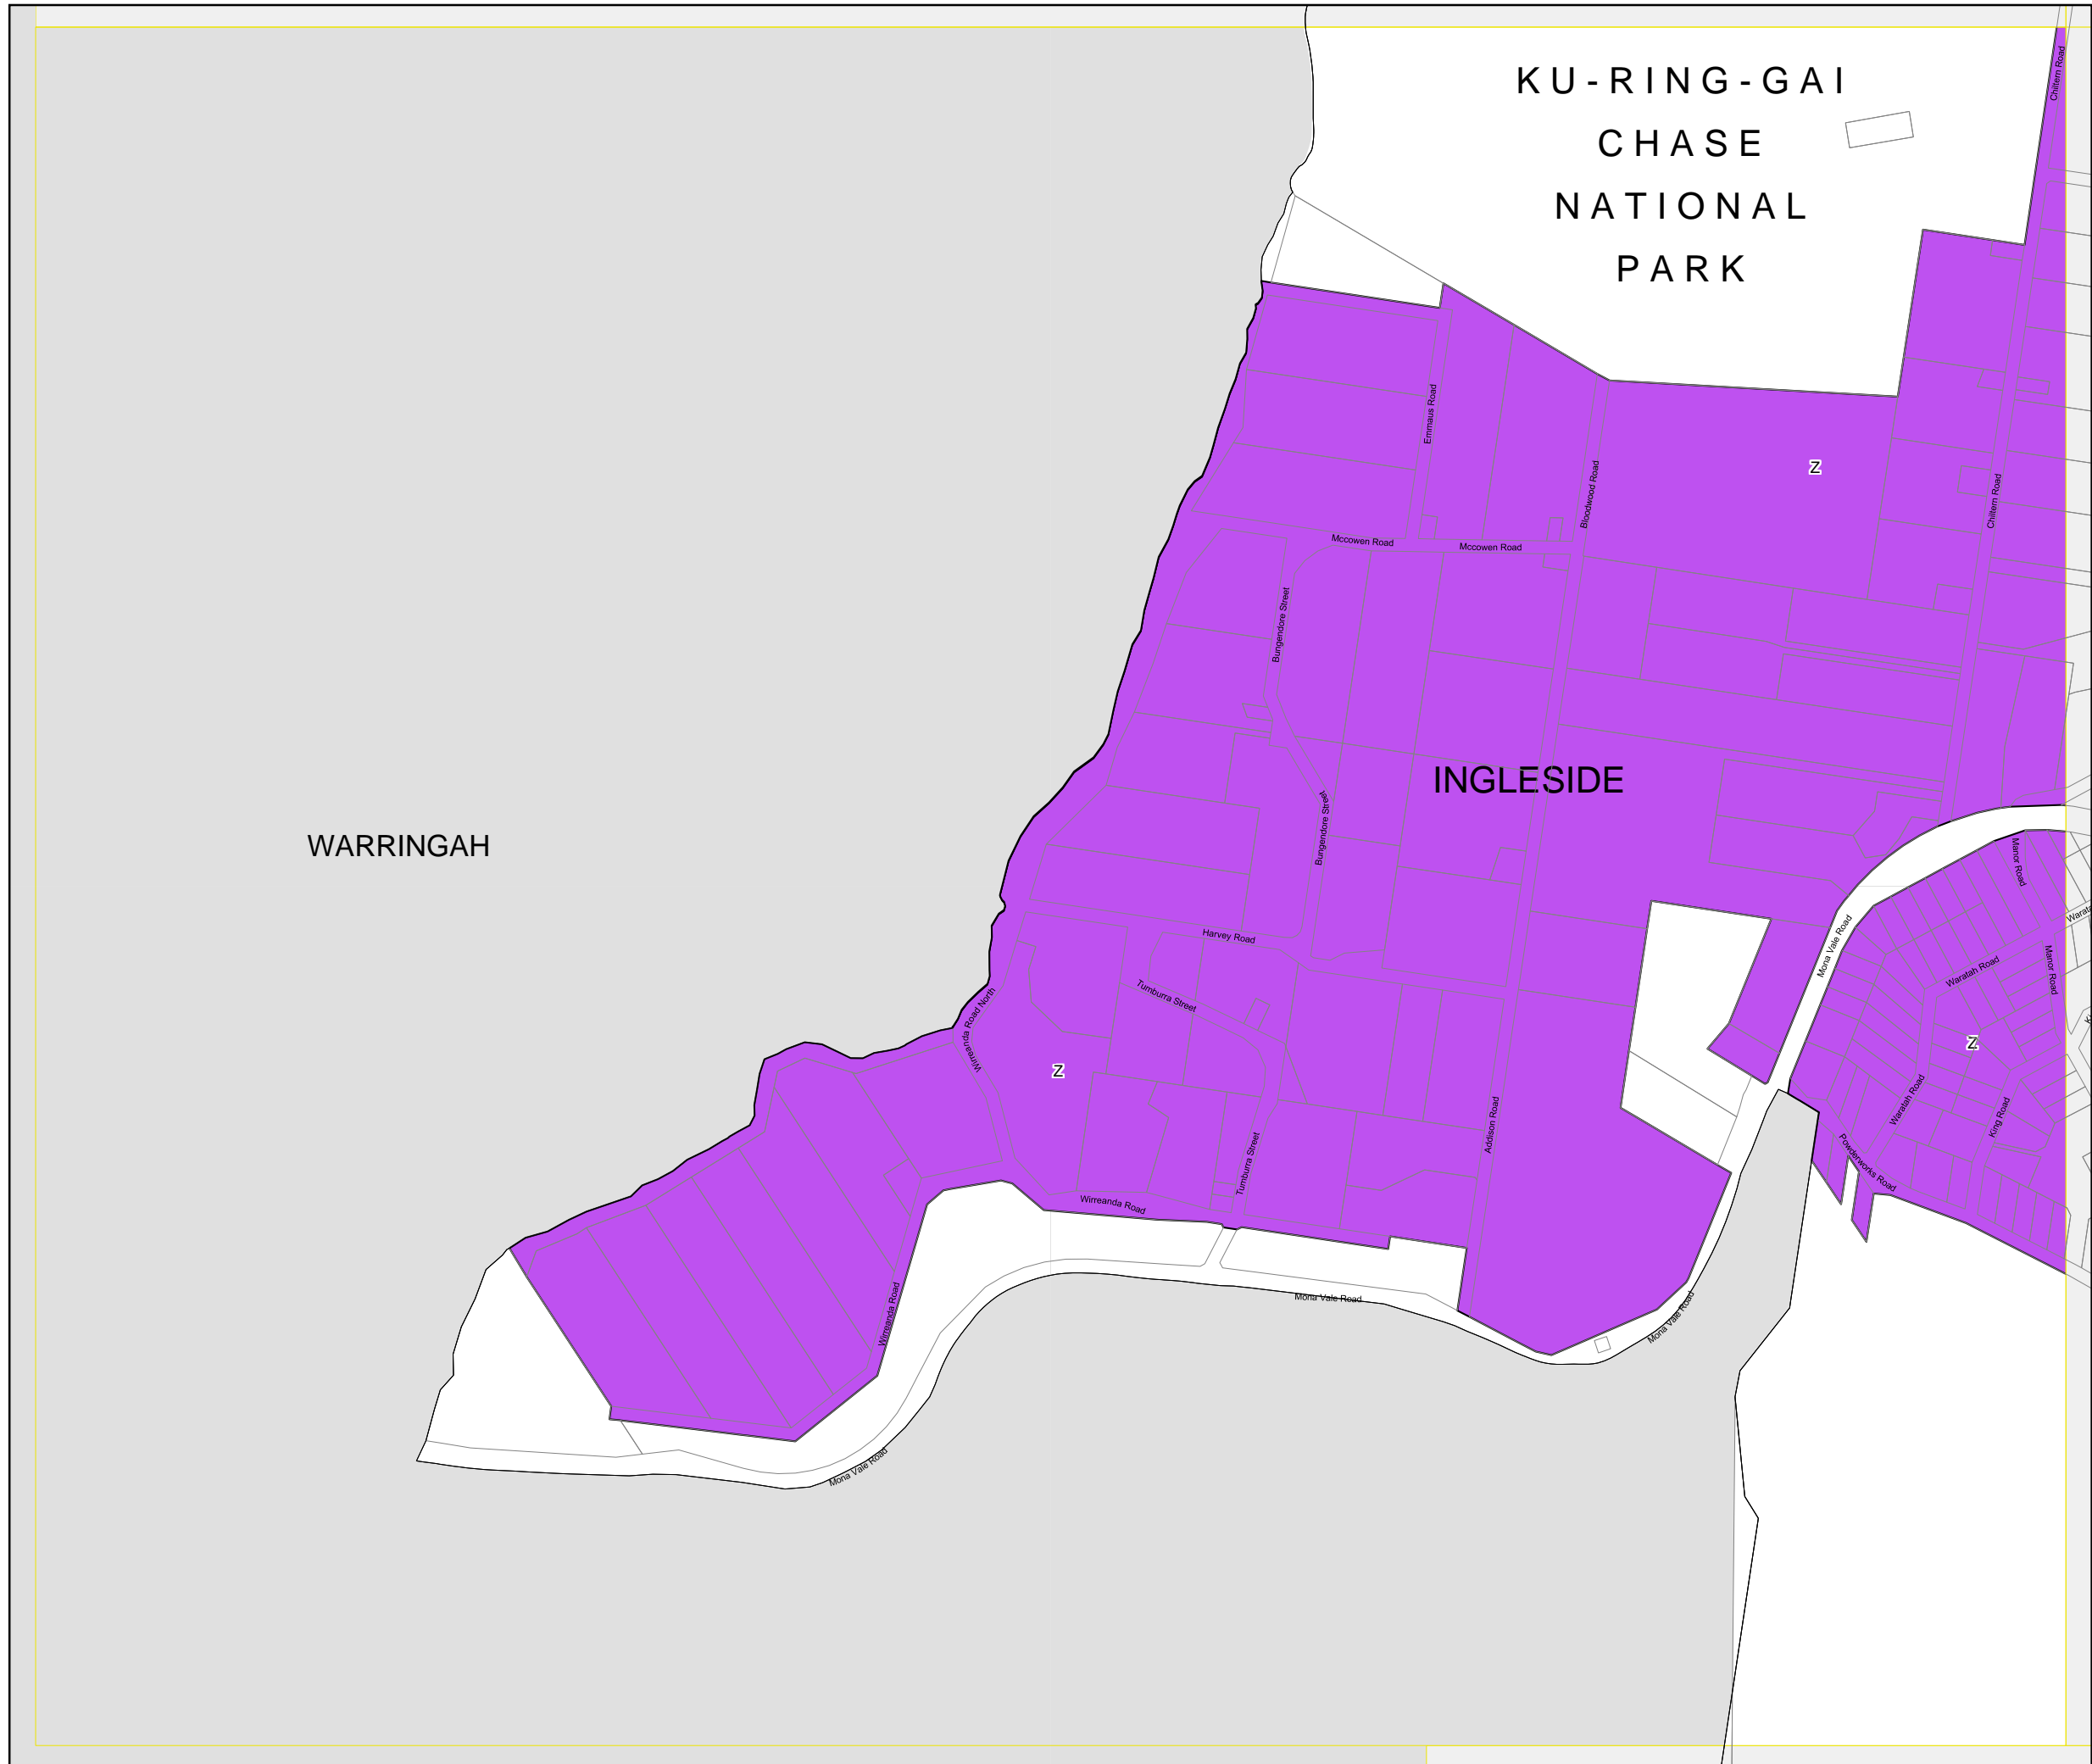 KU-RING-GAI
CHASE
NATIONAL
PARK
Chiltern Road
Emmaus Road
Bloodwood Road
Z
Chiltern Road
Mccowen Road
Mccowen Road
Bungendore Street
INGLESIDE
Bungendore Street
WARRINGAH
Manor Road
Mona Vale Road
Harvey Road
Waratah Road
Manor Road
Tumburra Street
Wirreanda Road North
Z
Z
Waratah Road
King Road
Addison Road
Tumburra Street
Powderworks Road
Wirreanda Road
Mona Vale Road
Wirreanda Road
Mona Vale Road
Mona Vale Road